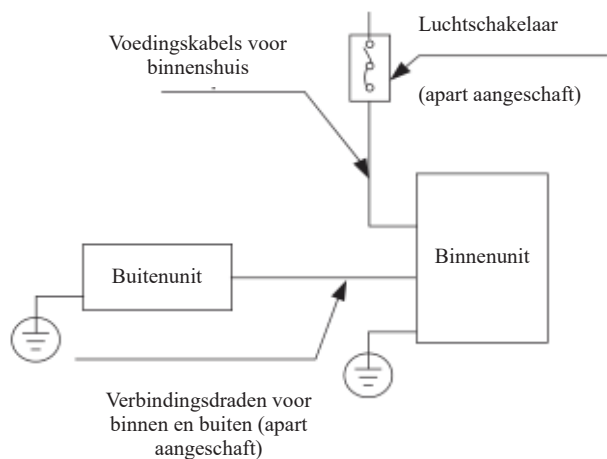 Luchtschakelaar
(apart aangeschaft)
Voedingskabels voor
binnenshuis
Binnenunit
Buitenunit
Verbindingsdraden voor
binnen en buiten (apart
aangeschaft)